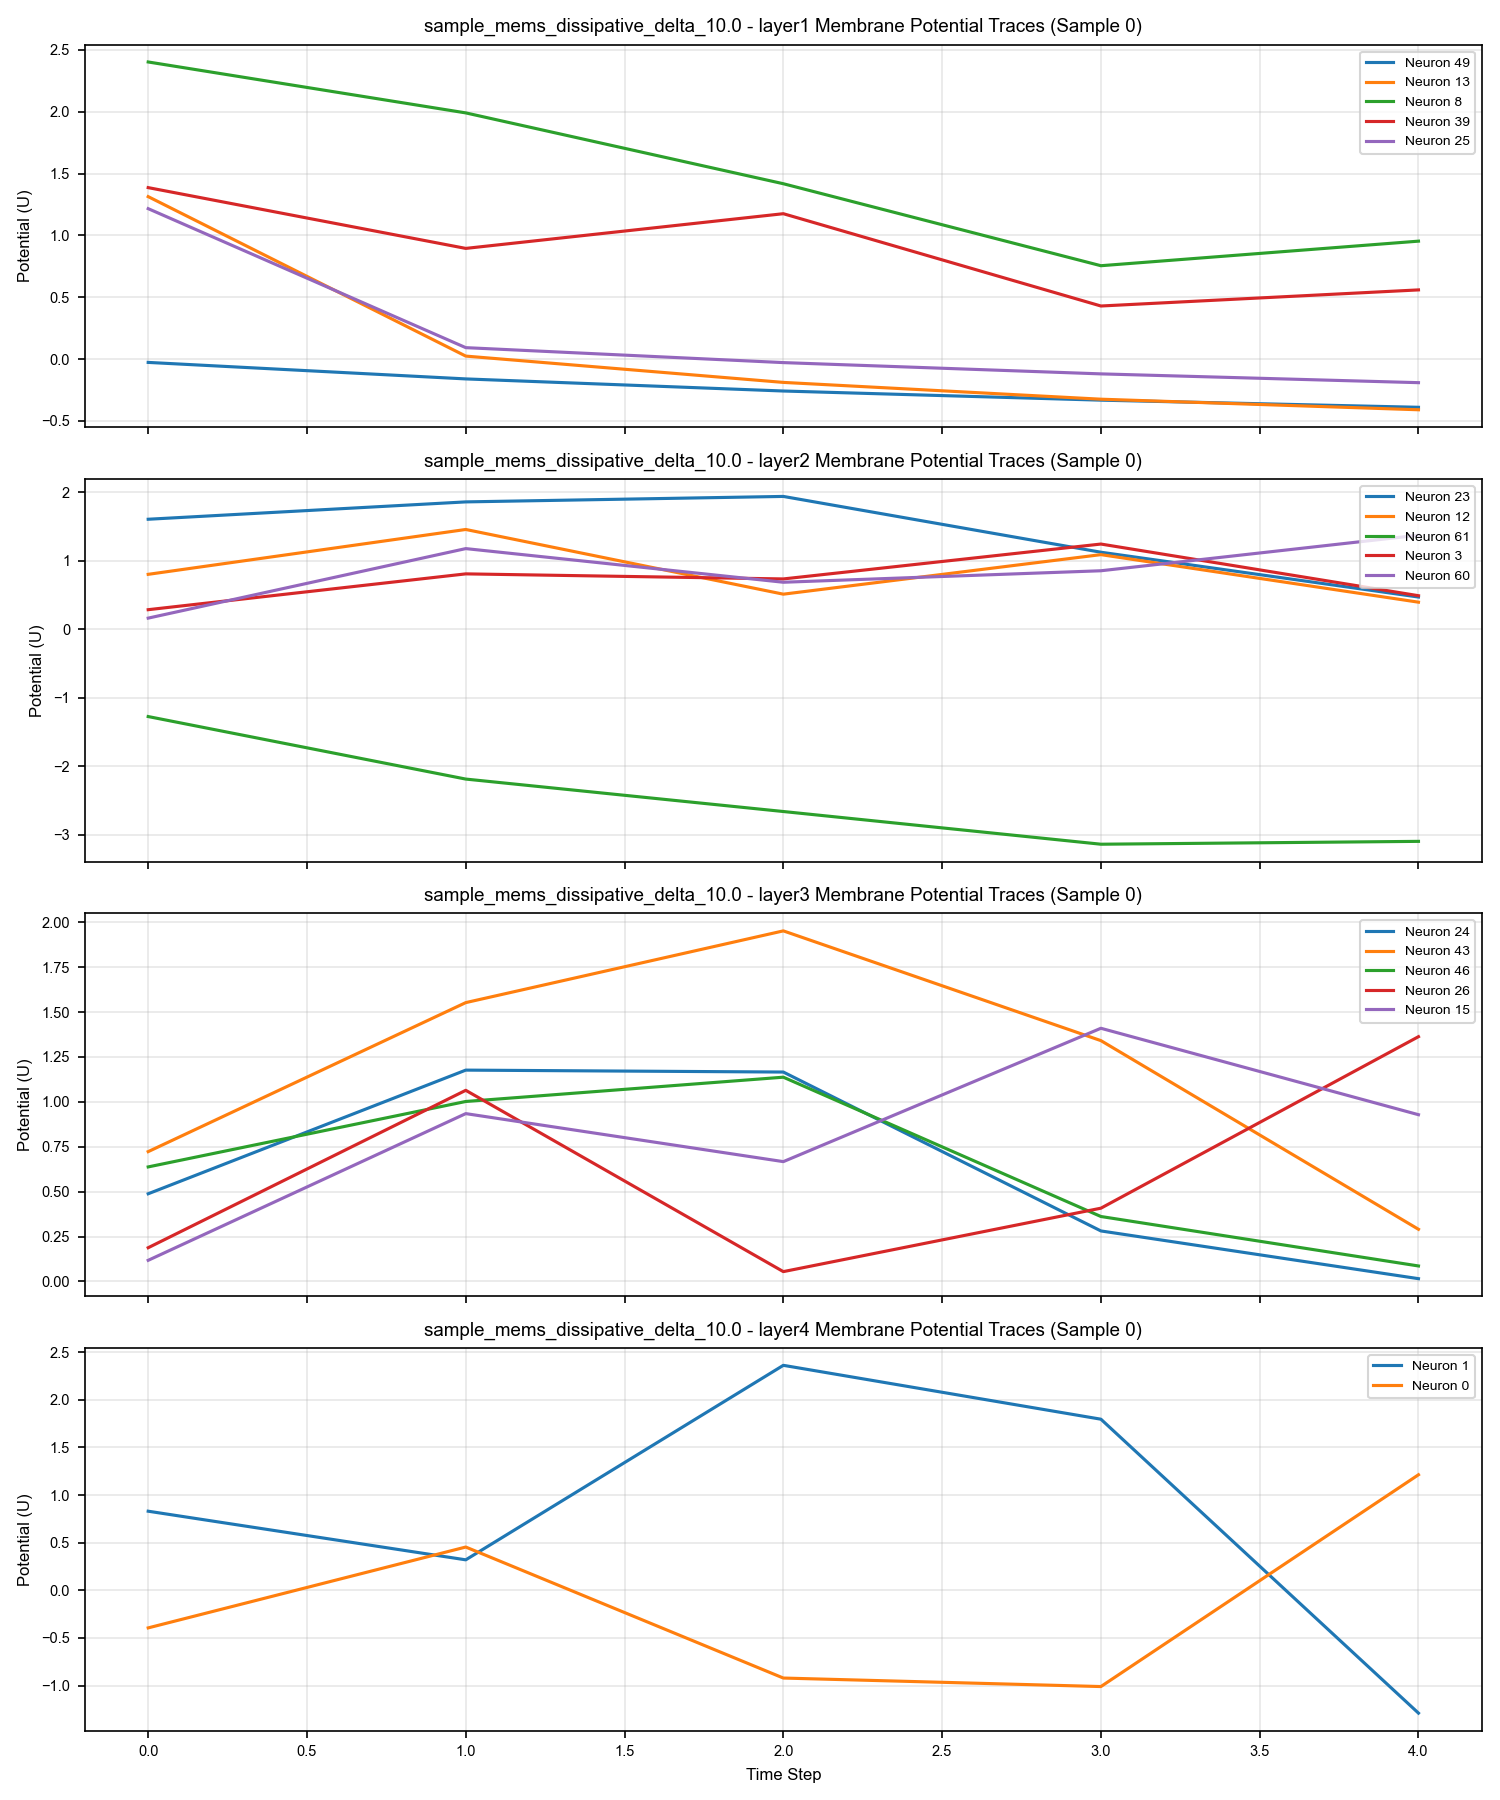 sample_mems_dissipative_delta_10.0 - layer1 Membrane Potential Traces (Sample 0)
2.5
2.0
1.5
1.0
0.5
0.0
−0.5
Potential (U)
Neuron 49
Neuron 13
Neuron 8
Neuron 39
Neuron 25
sample_mems_dissipative_delta_10.0 - layer2 Membrane Potential Traces (Sample 0)
2
1
0
−1
−2
−3
Potential (U)
Neuron 23
Neuron 12
Neuron 61
Neuron 3
Neuron 60
sample_mems_dissipative_delta_10.0 - layer3 Membrane Potential Traces (Sample 0)
2.00
1.75
1.50
1.25
1.00
0.75
0.50
0.25
0.00
Potential (U)
Neuron 24
Neuron 43
Neuron 46
Neuron 26
Neuron 15
sample_mems_dissipative_delta_10.0 - layer4 Membrane Potential Traces (Sample 0)
2.5
2.0
1.5
1.0
0.5
0.0
−0.5
−1.0
Potential (U)
Neuron 1
Neuron 0
0.0 0.5 1.0 1.5 2.0 2.5 3.0 3.5 4.0
Time Step